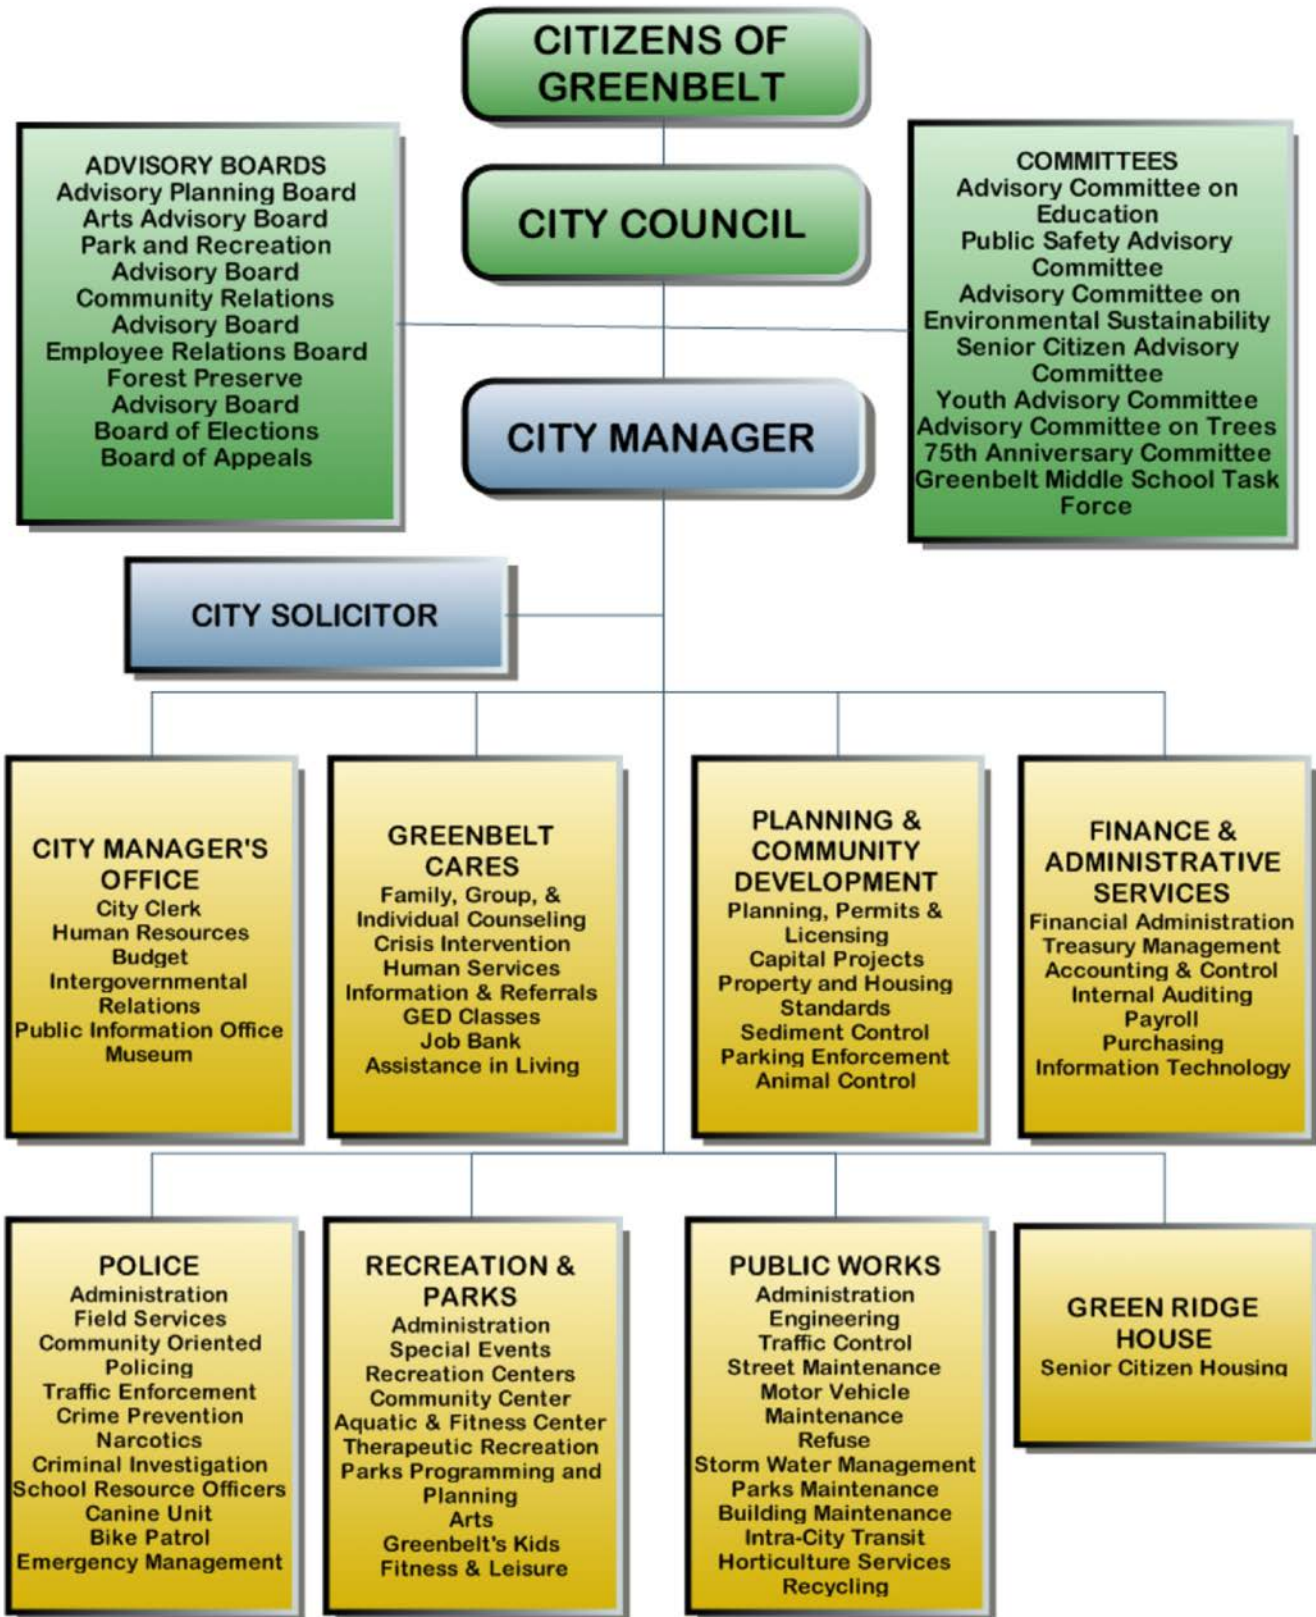 CITIZENS OF
GREENBELT
ADVISORY BOARDS
Advisory Planning Board
Arts Advisory Board
Park and Recreation
Advisory Board
Community Relations
Advisory Board
Employee Relations Board
Forest Preserve
Advisory Board
Board of Elections
Board of Appeals
CITY COUNCIL
COMMITTEES
Advisory Committee on
Education
Public Safety Advisory
Committee
Advisory Committee on
Environmental Sustainability
Senior Citizen Advisory
Committee
Youth Advisory Committee
Advisory Committee on Trees
75th Anniversary Committee
Greenbelt Middle School Task
Force
CITY MANAGER
CITY SOLICITOR
CITY MANAGER'S
OFFICE
City Clerk
Human Resources
Budget
Intergovernmental
Relations
Public Information Office
Museum
GREENBELT
CARES
Family, Group, &
Individual Counseling
Crisis Intervention
Human Services
Information & Referrals
GED Classes
Job Bank
Assistance in Living
PLANNING &
COMMUNITY
DEVELOPMENT
Planning, Permits &
Licensing
Capital Projects
Property and Housing
Standards
Sediment Control
Parking Enforcement
Animal Control
FINANCE &
ADMINISTRATIVE
SERVICES
Financial Administration
Treasury Management
Accounting & Control
Internal Auditing
Payroll
Purchasing
Information Technology
POLICE
Administration
Field Services
Community Oriented
Policing
Traffic Enforcement
Crime Prevention
Narcotics
Criminal Investigation
School Resource Officers
Canine Unit
Bike Patrol
Emergency Management
RECREATION &
PARKS
Administration
Special Events
Recreation Centers
Community Center
Aquatic & Fitness Center
Therapeutic Recreation
Parks Programming and
Planning
Arts
Greenbelt's Kids
Fitness & Leisure
PUBLIC WORKS
Administration
Engineering
Traffic Control
Street Maintenance
Motor Vehicle
Maintenance
Refuse
Storm Water Management
Parks Maintenance
Building Maintenance
Intra-City Transit
Horticulture Services
Recycling
GREEN RIDGE
HOUSE
Senior Citizen Housing